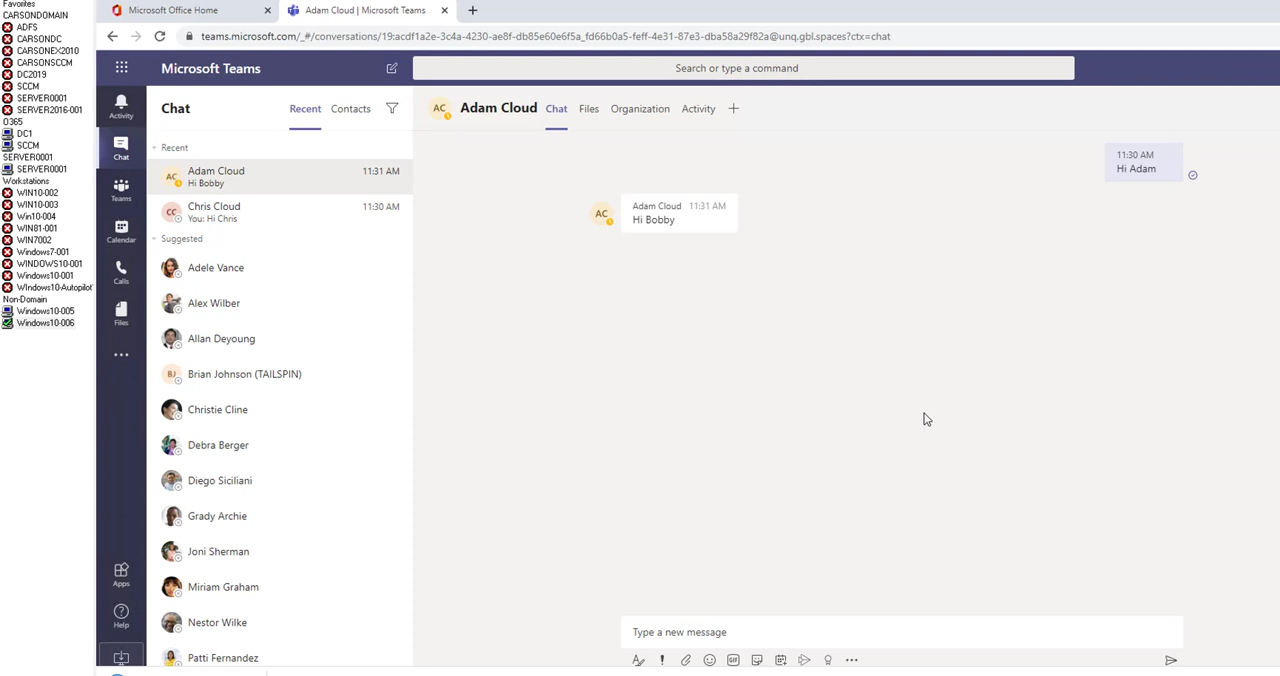 Favorites
CARSONDOMAIN
ADFS
CARSONDC
CARSONEX2010
CARSONSCCM
DC2019
SCCM
SERVER0001
SERVER2016-001
O365
DC1
SCCM
SERVER0001
SERVER0001
Workstations
WIN10-002
WIN10-003
Win10-004
WIN81-001
WIN7002
Windows7-001
WINDOWS10-001
Windows10-001
WIndows10-Autopilot
Non-Domain
Windows10-005
Windows10-006
Microsoft Office Home
Adam Cloud | Microsoft Teams
teams.microsoft.com/_#/conversations/19:acdf1a2e-3c4a-4230-ae8f-db85e60e6f5a_fd66b0a5-feff-4e31-87e3-dba58a29f82a@unq.gbl.spaces?ctx=chat
Microsoft Teams
Search or type a command
Activity
Chat
Teams
Calendar
Calls
Files
Apps
Help
Chat
Recent Contacts
Recent
AC Adam Cloud 11:31 AM
Hi Bobby
CC Chris Cloud 11:30 AM
You: Hi Chris
Suggested
Adele Vance
Alex Wilber
Allan Deyoung
BJ Brian Johnson (TAILSPIN)
Christie Cline
Debra Berger
Diego Siciliani
Grady Archie
Joni Sherman
Miriam Graham
Nestor Wilke
Patti Fernandez
AC Adam Cloud Chat Files Organization Activity
11:30 AM
Hi Adam
AC Adam Cloud 11:31 AM
Hi Bobby
Type a new message
GIF